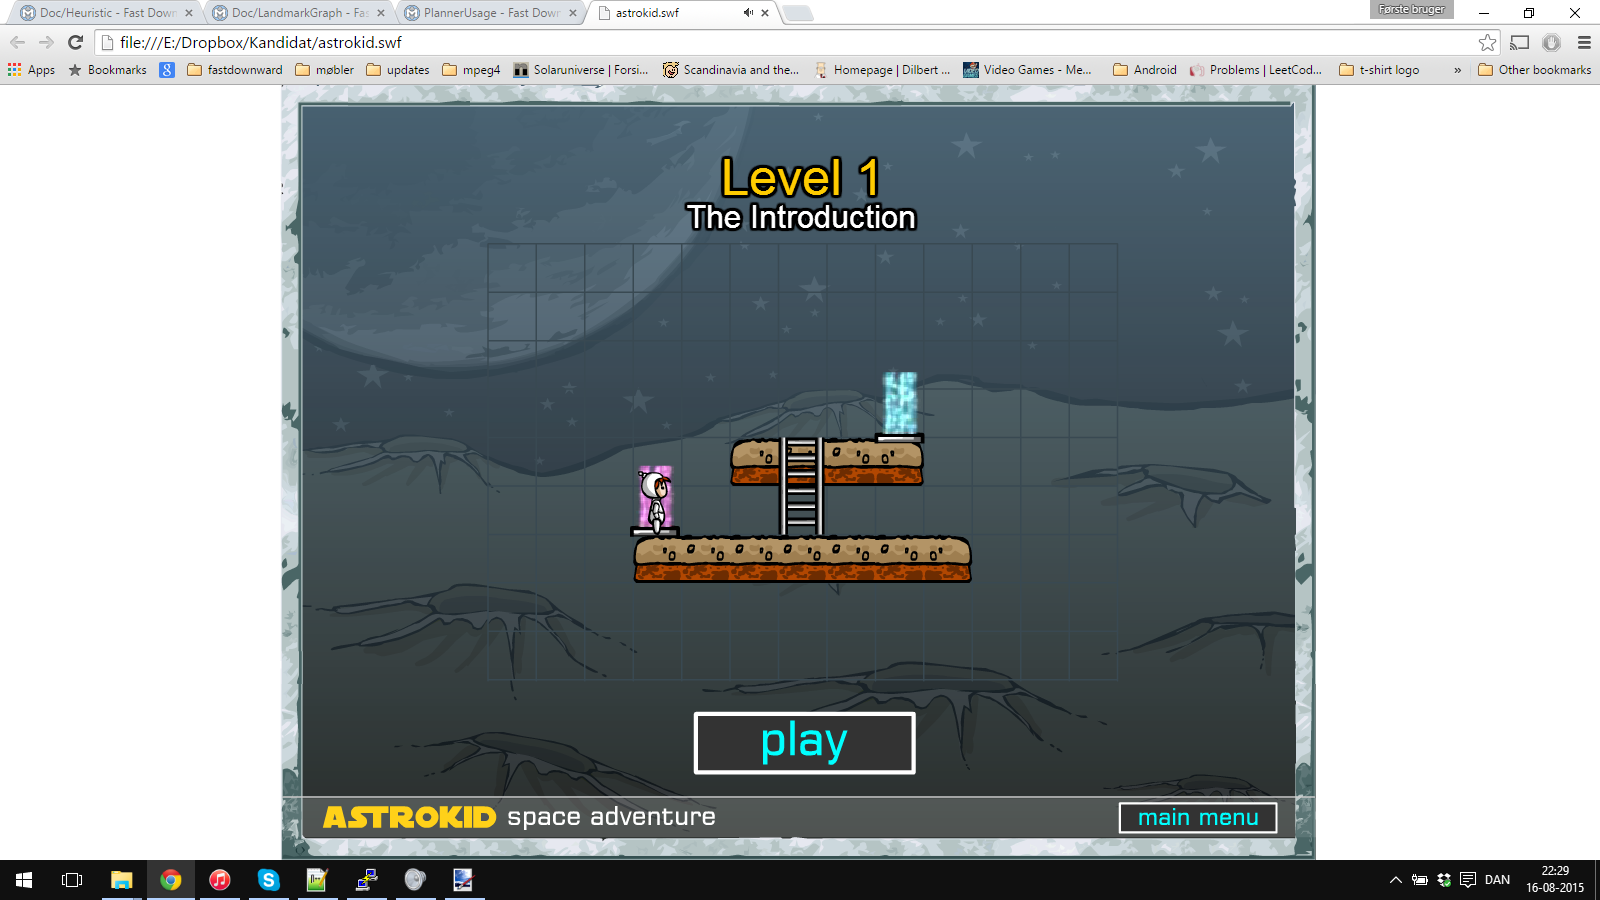 Doc/Heuristic - Fast Down
Doc/LandmarkGraph - Fas
PlannerUsage - Fast Down
astrokid.swf
Første bruger
file:///E:/Dropbox/Kandidat/astrokid.swf
Apps
Bookmarks
fastdownward
møbler
updates
mpeg4
Solaruniverse | Forsi...
Scandinavia and the...
Homepage | Dilbert ...
Video Games - Me...
Android
Problems | LeetCod...
t-shirt logo
»
Other bookmarks
Level 1
The Introduction
play
ASTROKID space adventure
main menu
DAN
22:29
16-08-2015